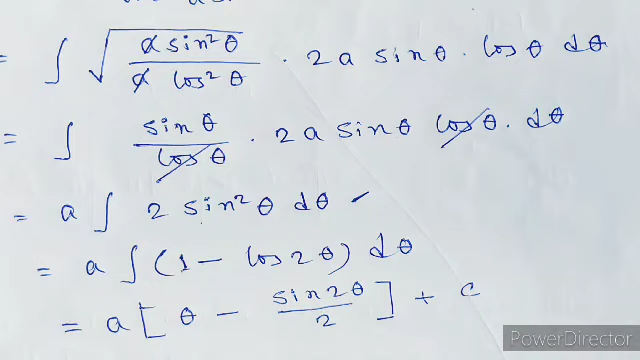 = ∫ √(a sin²θ / a cos²θ) · 2a sinθ · cosθ dθ
= ∫ sinθ / cosθ · 2a sinθ cosθ · dθ
= a ∫ 2 sin²θ dθ
= a ∫ (1 - cos2θ) dθ
= a [θ - sin2θ / 2] + c
PowerDirector